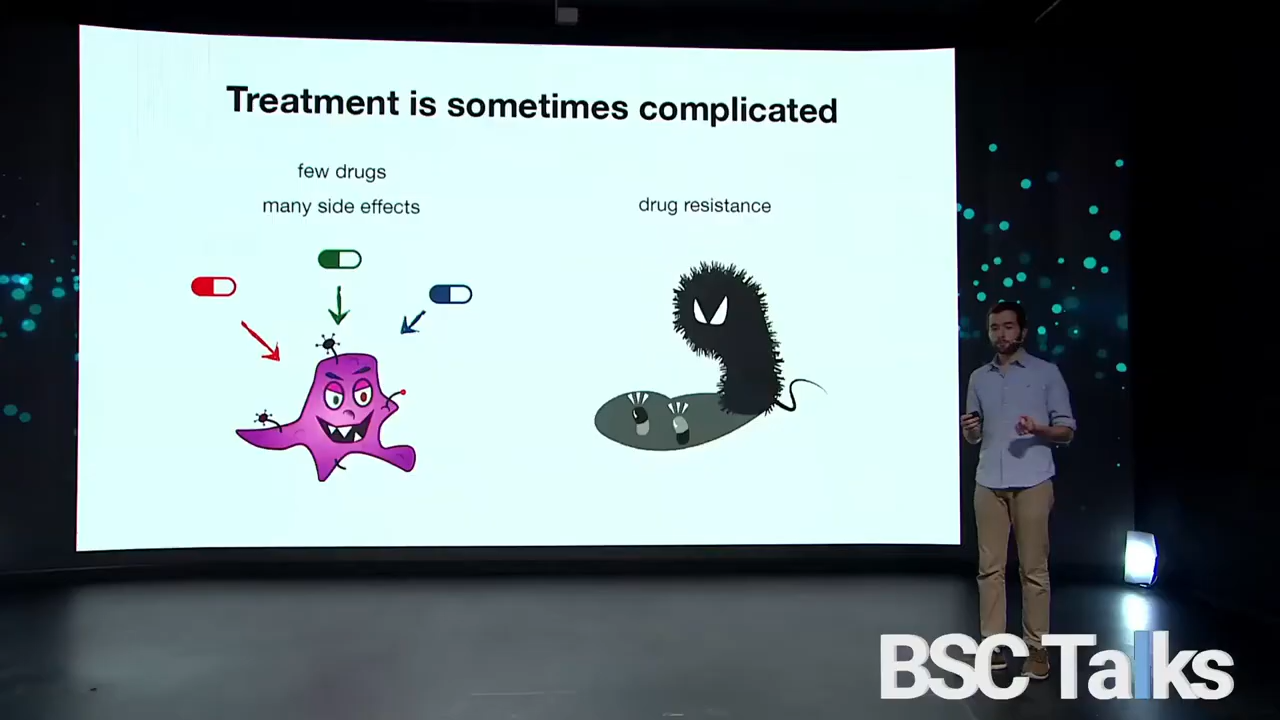 Treatment is sometimes complicated
few drugs
many side effects
drug resistance
BSC Talks